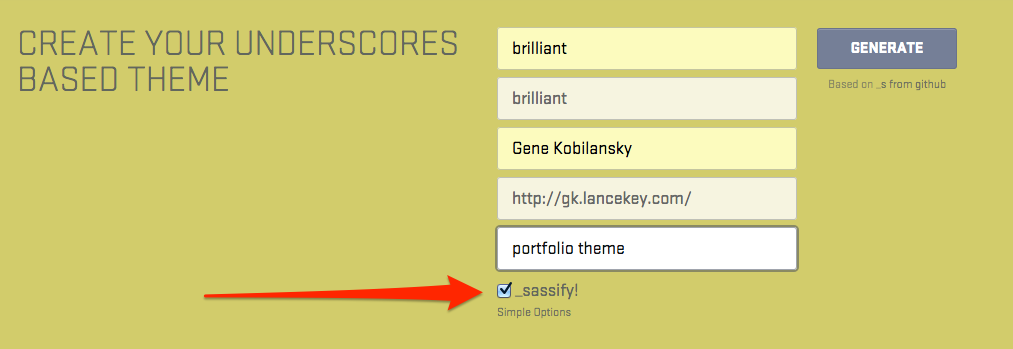 CREATE YOUR UNDERSCORES
BASED THEME
brilliant
brilliant
Gene Kobilansky
http://gk.lancekey.com/
portfolio theme
_sassify!
Simple Options
GENERATE
Based on _s from github